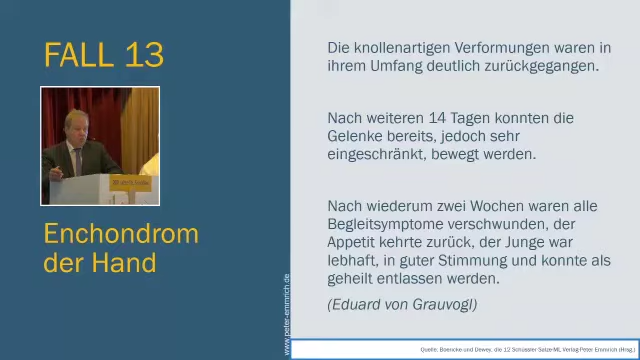 FALL 13
Enchondrom
der Hand
Die knollenartigen Verformungen waren in
ihrem Umfang deutlich zurückgegangen.
Nach weiteren 14 Tagen konnten die
Gelenke bereits, jedoch sehr
eingeschränkt, bewegt werden.
Nach wiederum zwei Wochen waren alle
Begleitsymptome verschwunden, der
Appetit kehrte zurück, der Junge war
lebhaft, in guter Stimmung und konnte als
geheilt entlassen werden.
(Eduard von Grauvogl)
www.peter-emmrich.de
Quelle: Boericke und Dewey, die 12 Schüssler Salze-ML Verlag-Peter Emmrich (Hrsg.)